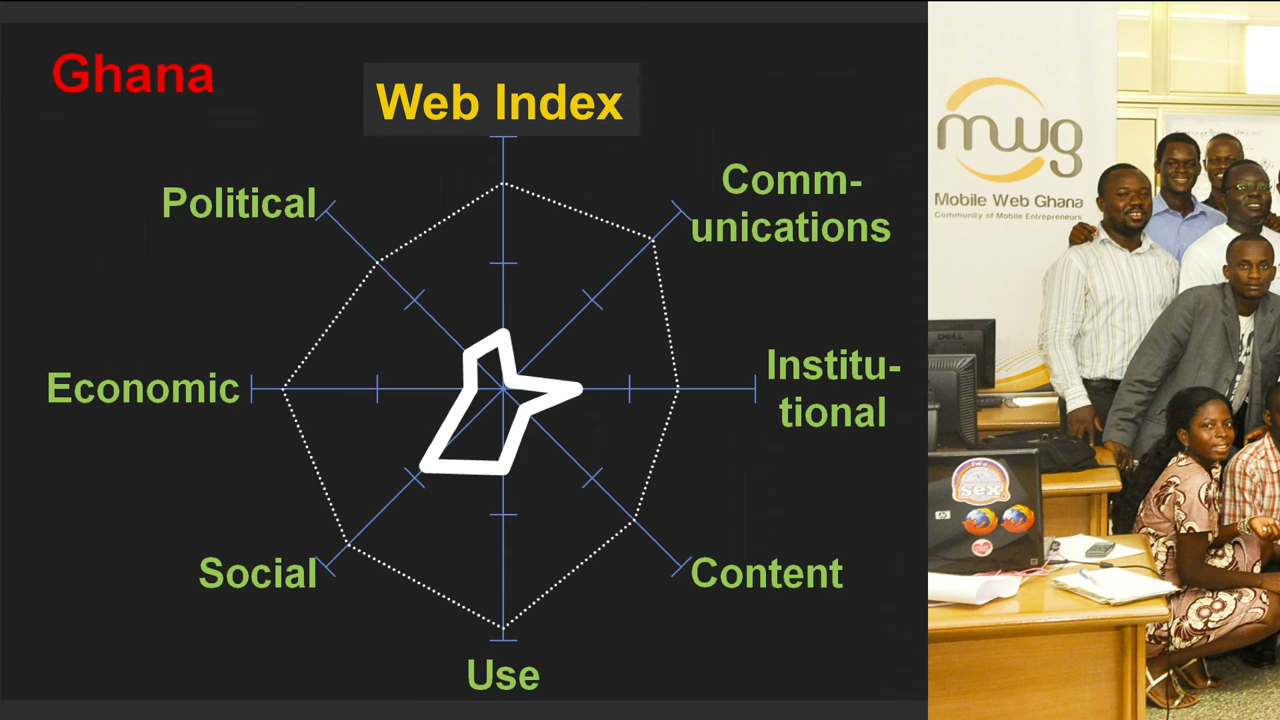 Ghana
Web Index
Political
Comm-
unications
Economic
Institu-
tional
Social
Content
Use
mwg
Mobile Web Ghana
Community of Mobile Entrepreneurs
DELL
sex
hp